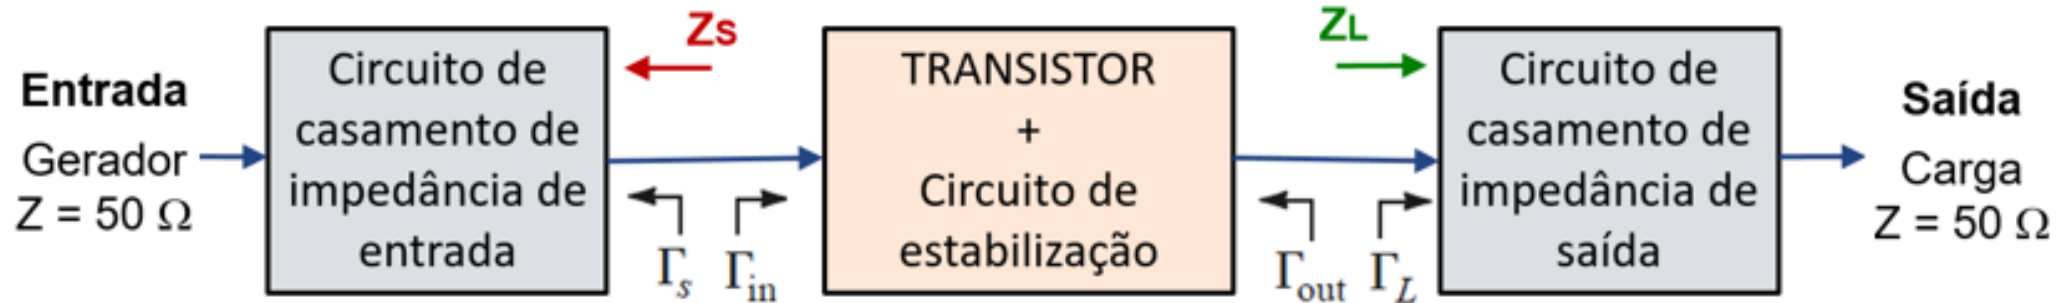 Entrada
Gerador
Z = 50 Ω
Circuito de
casamento de
impedância de
entrada
ZS
Γs
Γin
TRANSISTOR
+
Circuito de
estabilização
ZL
Γout
ΓL
Circuito de
casamento de
impedância de
saída
Saída
Carga
Z = 50 Ω